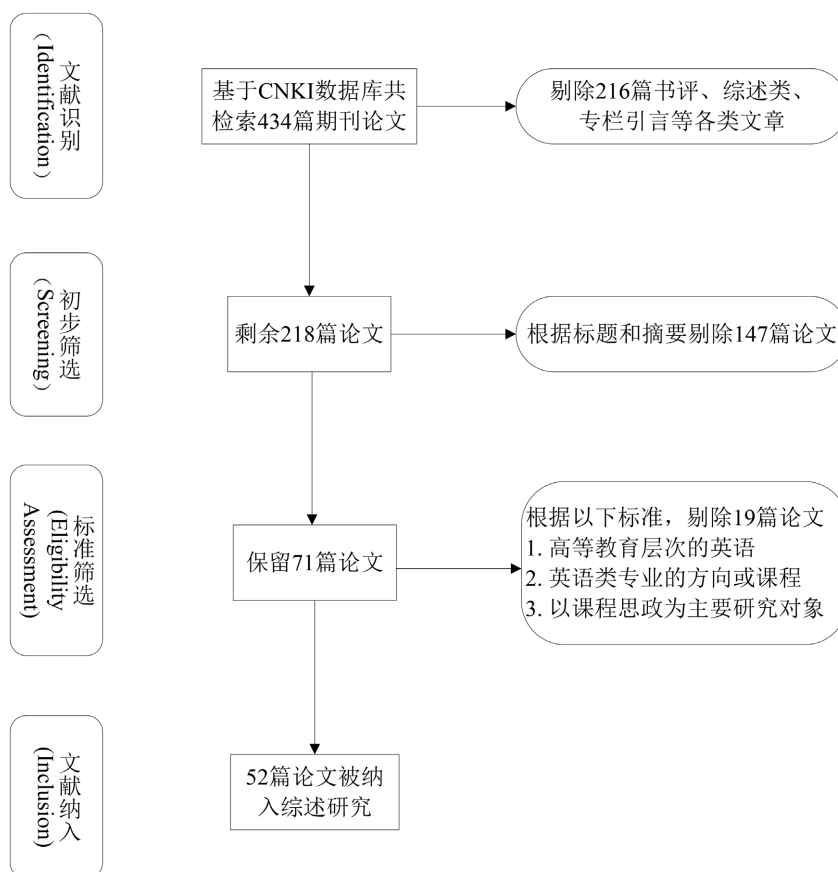 文献识别
(Identification)
基于CNKI数据库共
检索434篇期刊论文
剔除216篇书评、综述类、
专栏引言等各类文章
初步筛选
(Screening)
剩余218篇论文
根据标题和摘要剔除147篇论文
标准筛选
(Eligibility
Assessment)
保留71篇论文
根据以下标准，剔除19篇论文
1. 高等教育层次的英语
2. 英语类专业的方向或课程
3. 以课程思政为主要研究对象
文献纳入
(Inclusion)
52篇论文被纳
入综述研究